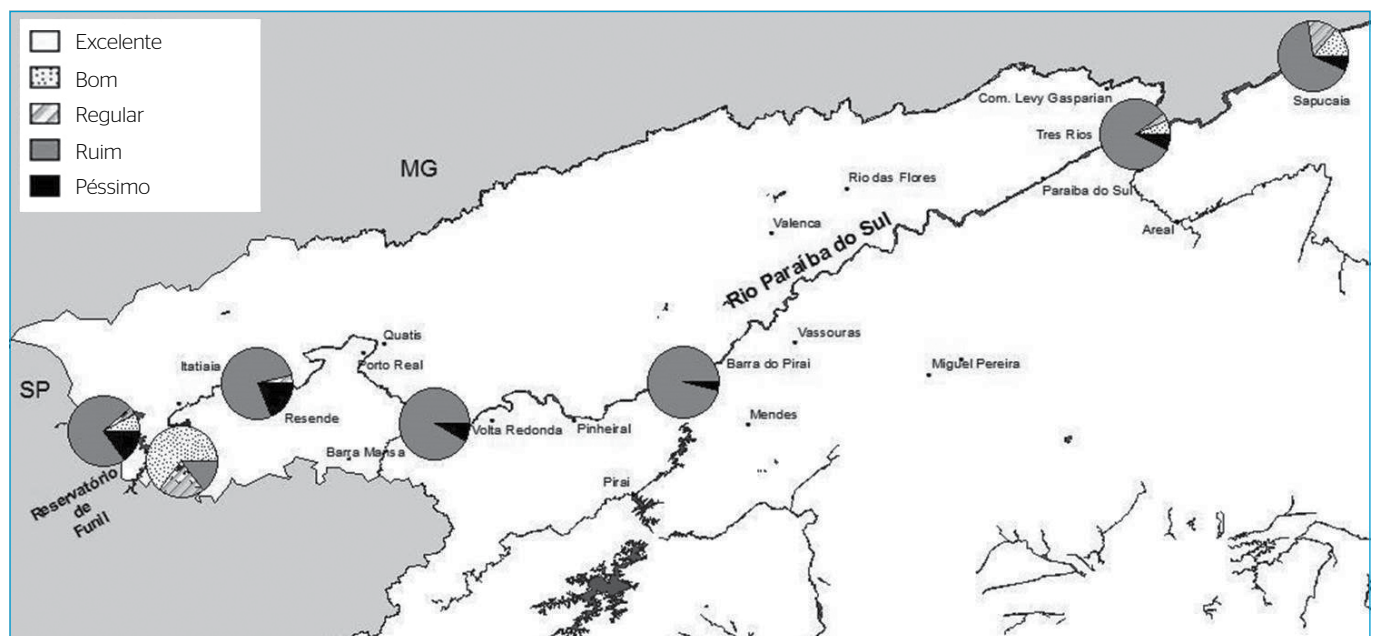 Excelente
Bom
Regular
Ruim
Péssimo
MG
SP
Sapucaia
Com. Levy Gasparian
Tres Rios
Paraiba do Sul
Areal
Rio das Flores
Valenca
Rio Paraíba do Sul
Vassouras
Miguel Pereira
Barra do Pirai
Mendes
Quatis
Porto Real
Itatiaia
Resende
Volta Redonda
Pinheiral
Barra Mansa
Pirai
Reservatório
de
Funil